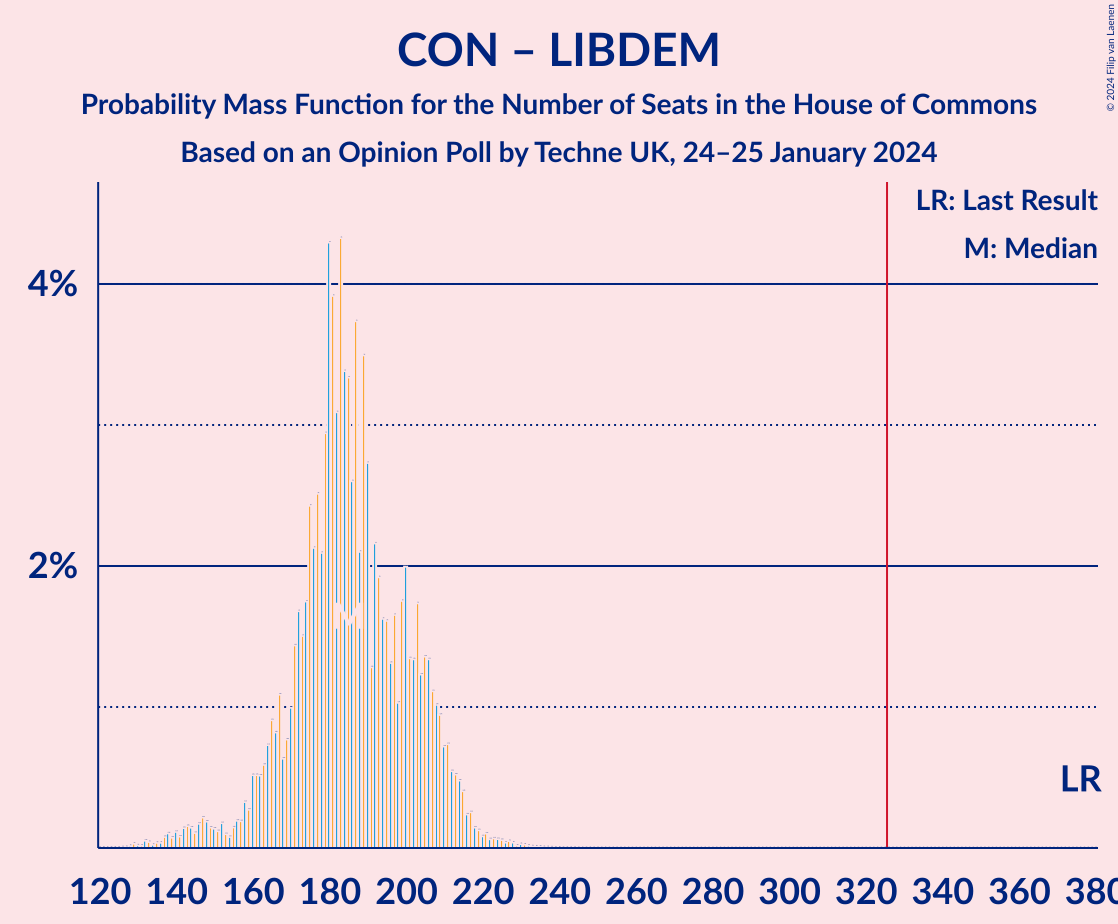 CON – LIBDEM
Probability Mass Function for the Number of Seats in the House of Commons
Based on an Opinion Poll by Techne UK, 24–25 January 2024
© 2024 Filip van Laenen
LR: Last Result
M: Median
4%
2%
M
LR
120 140 160 180 200 220 240 260 280 300 320 340 360 380